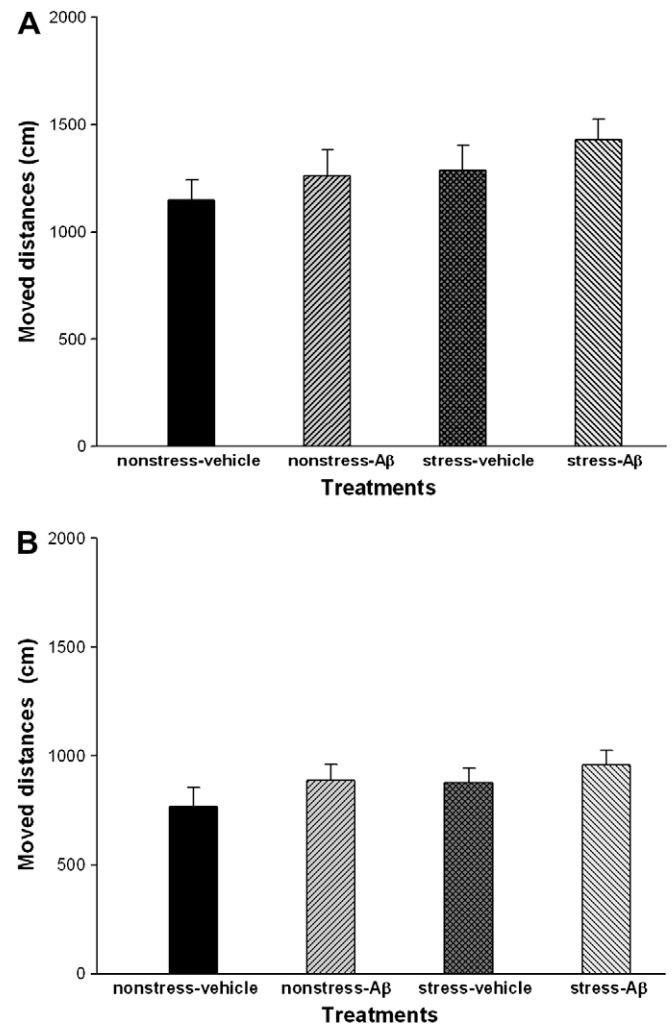 A
2000
1500
1000
500
0
Moved distances (cm)
nonstress-vehicle nonstress-Aβ stress-vehicle stress-Aβ
Treatments
B
2000
1500
1000
500
0
Moved distances (cm)
nonstress-vehicle nonstress-Aβ stress-vehicle stress-Aβ
Treatments